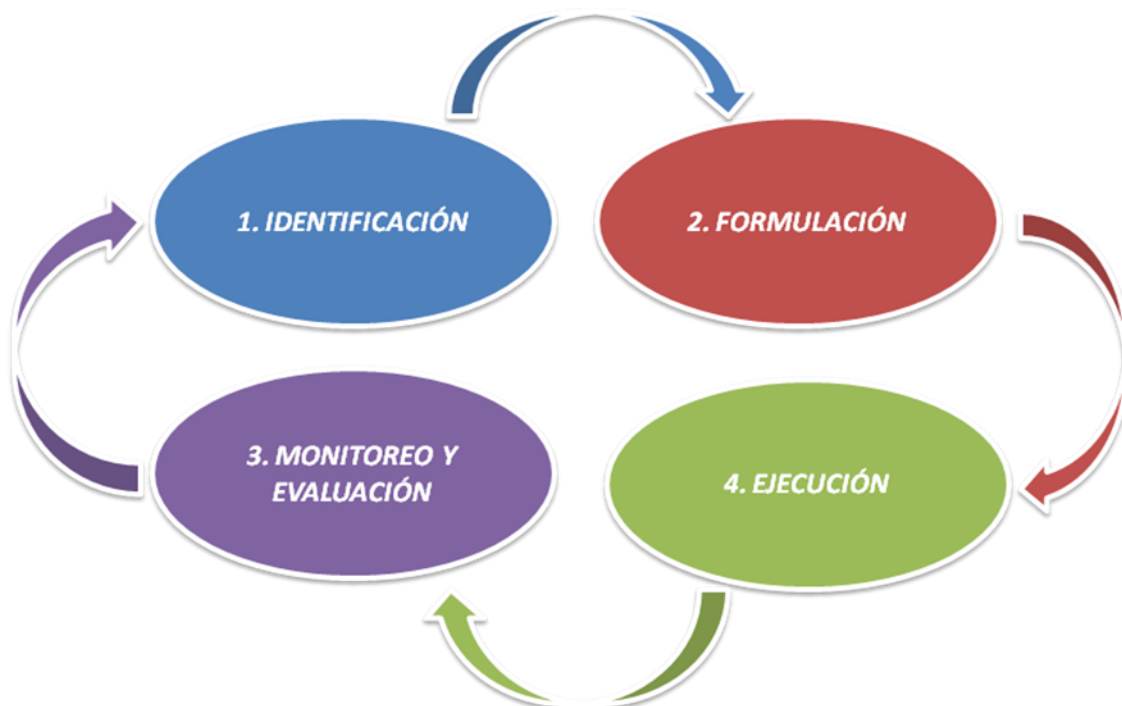 1. IDENTIFICACIÓN
2. FORMULACIÓN
3. MONITOREO Y
EVALUACIÓN
4. EJECUCIÓN